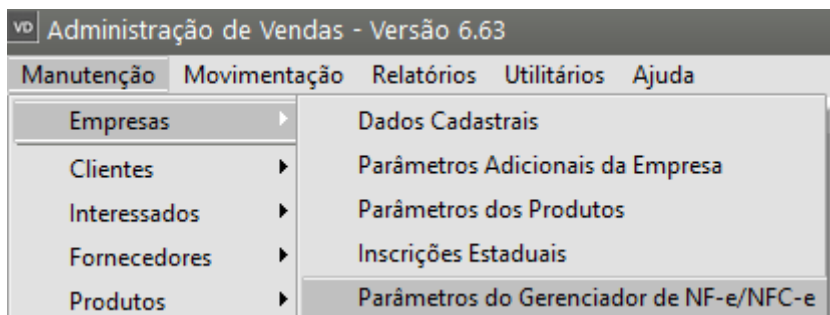 VD Administração de Vendas - Versão 6.63
Manutenção Movimentação Relatórios Utilitários Ajuda
Empresas Dados Cadastrais
Clientes Parâmetros Adicionais da Empresa
Interessados Parâmetros dos Produtos
Fornecedores Inscrições Estaduais
Produtos Parâmetros do Gerenciador de NF-e/NFC-e